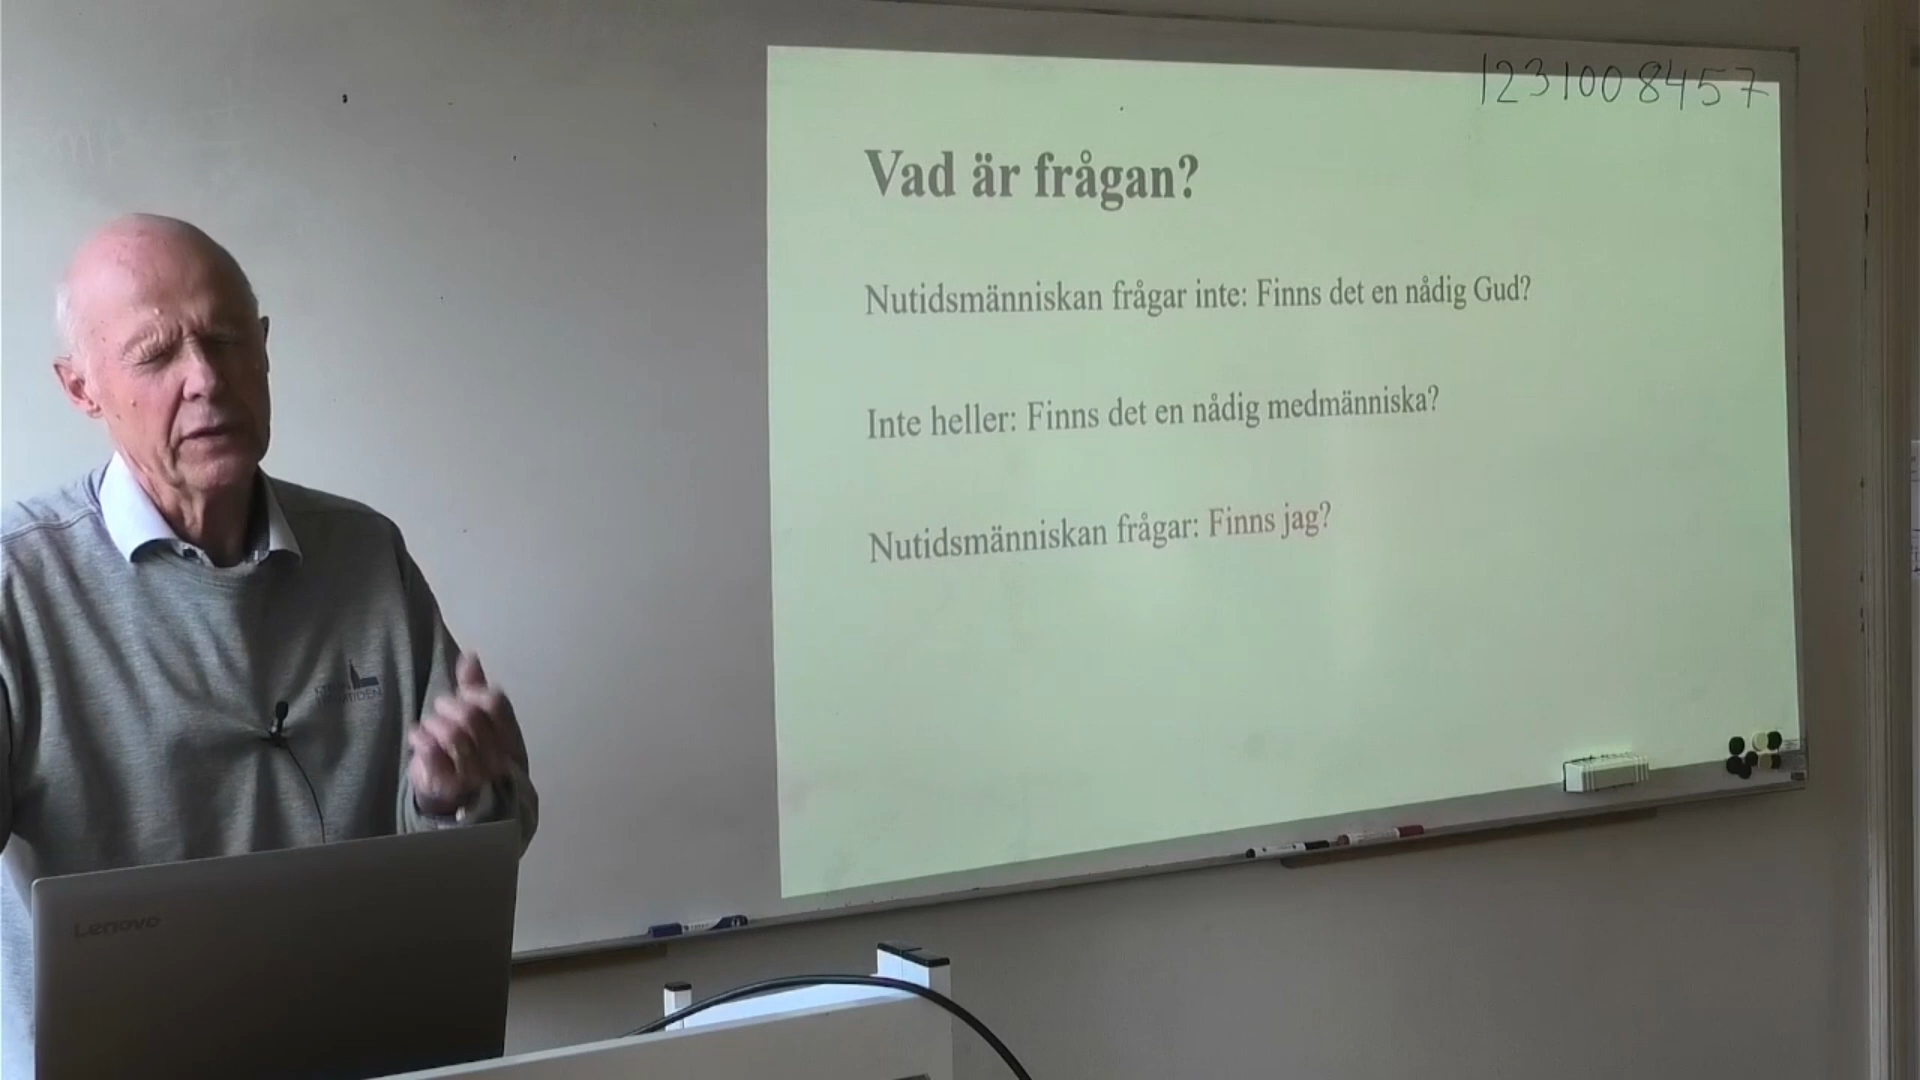 1231008457
Vad är frågan?
Nutidsmänniskan frågar inte: Finns det en nådig Gud?
Inte heller: Finns det en nådig medmänniska?
Nutidsmänniskan frågar: Finns jag?
Lenovo